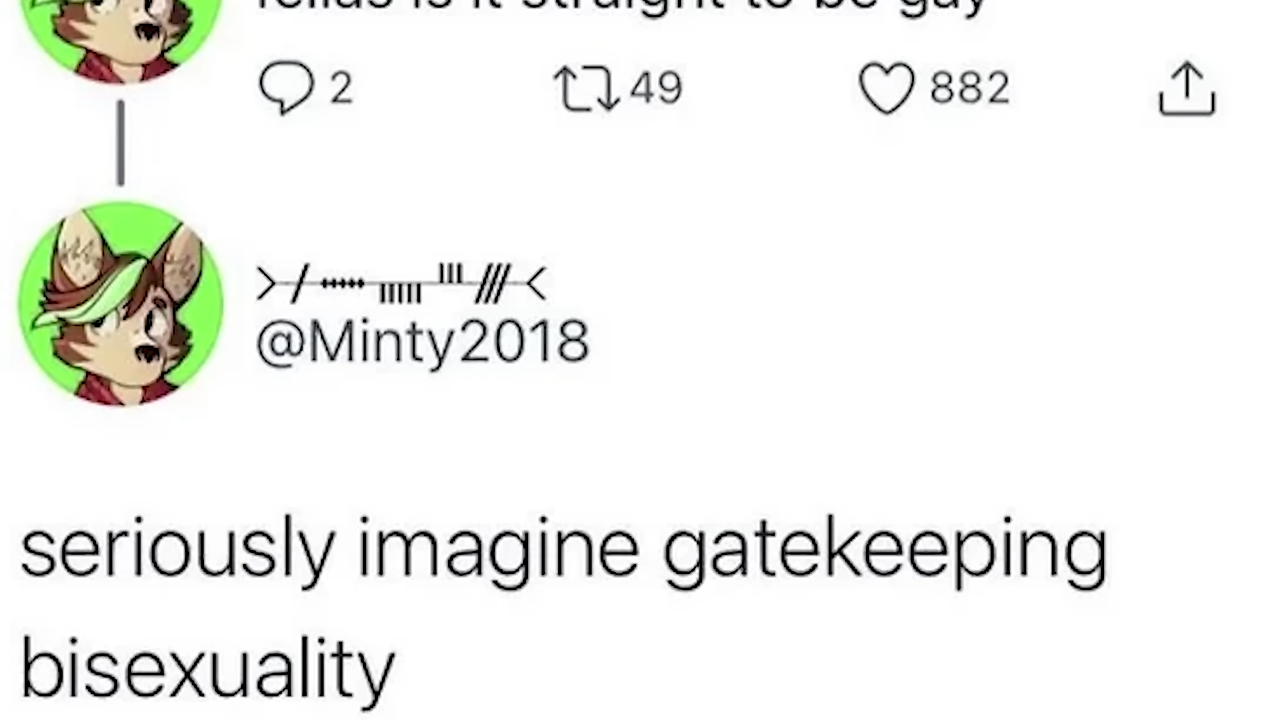 fellas is it straight to be gay
2 49 882
@Minty2018
seriously imagine gatekeeping
bisexuality